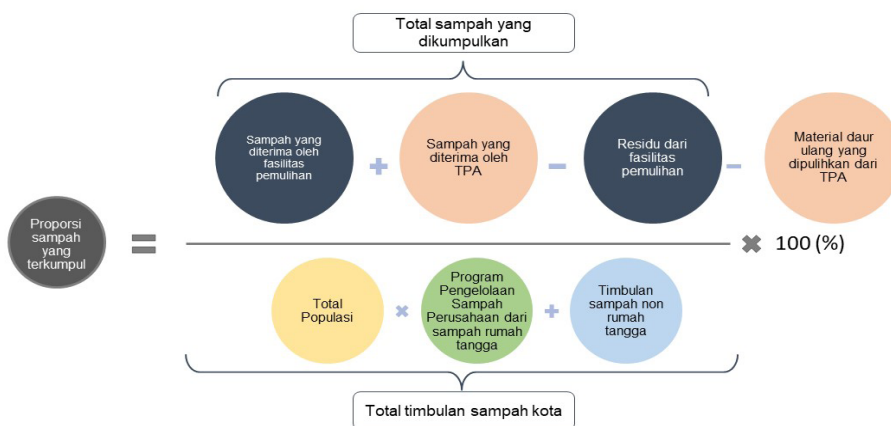 Total sampah yang
dikumpulkan
Sampah yang
diterima oleh
fasilitas
pemulihan
+
Sampah yang
diterima oleh
TPA
−
Residu dari
fasilitas
pemulihan
−
Material daur
ulang yang
dipulihkan dari
TPA
Proporsi
sampah
yang
terkumpul
=
× 100 (%)
Total
Populasi
×
Program
Pengelolaan
Sampah
Perusahaan dari
sampah rumah
tangga
+
Timbulan
sampah non
rumah
tangga
Total timbulan sampah kota